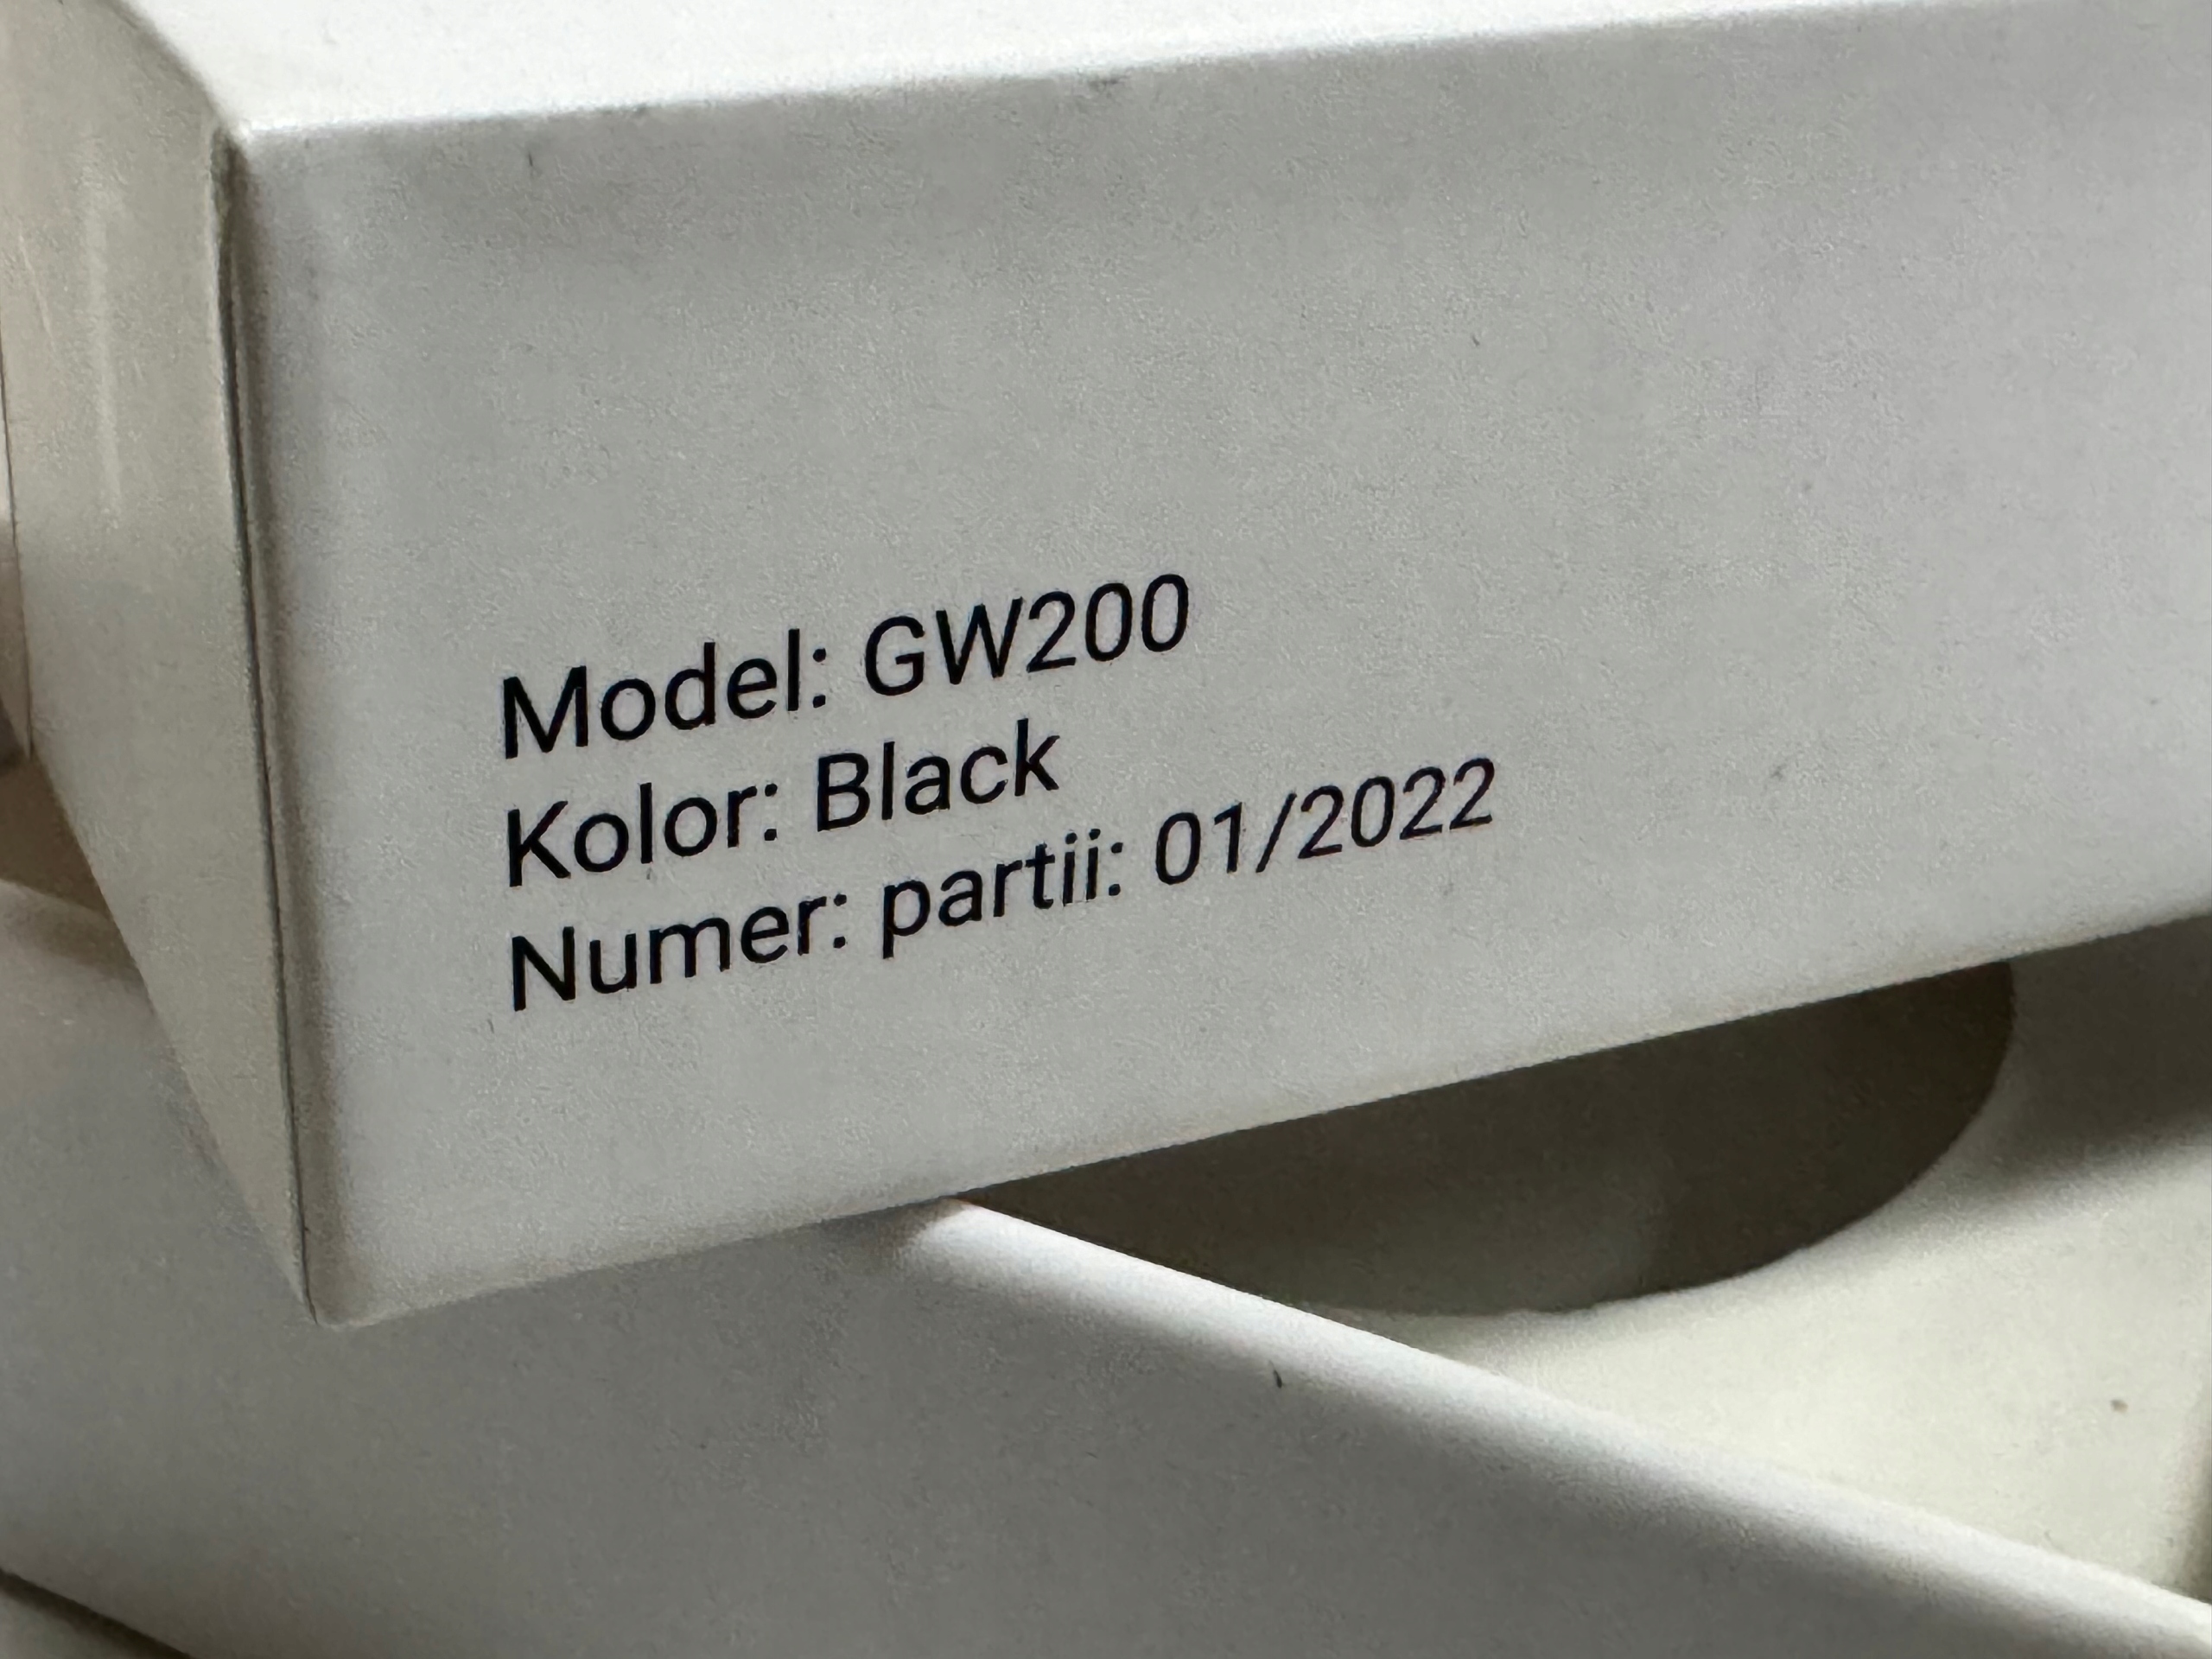 Model: GW200
Kolor: Black
Numer: partii: 01/2022